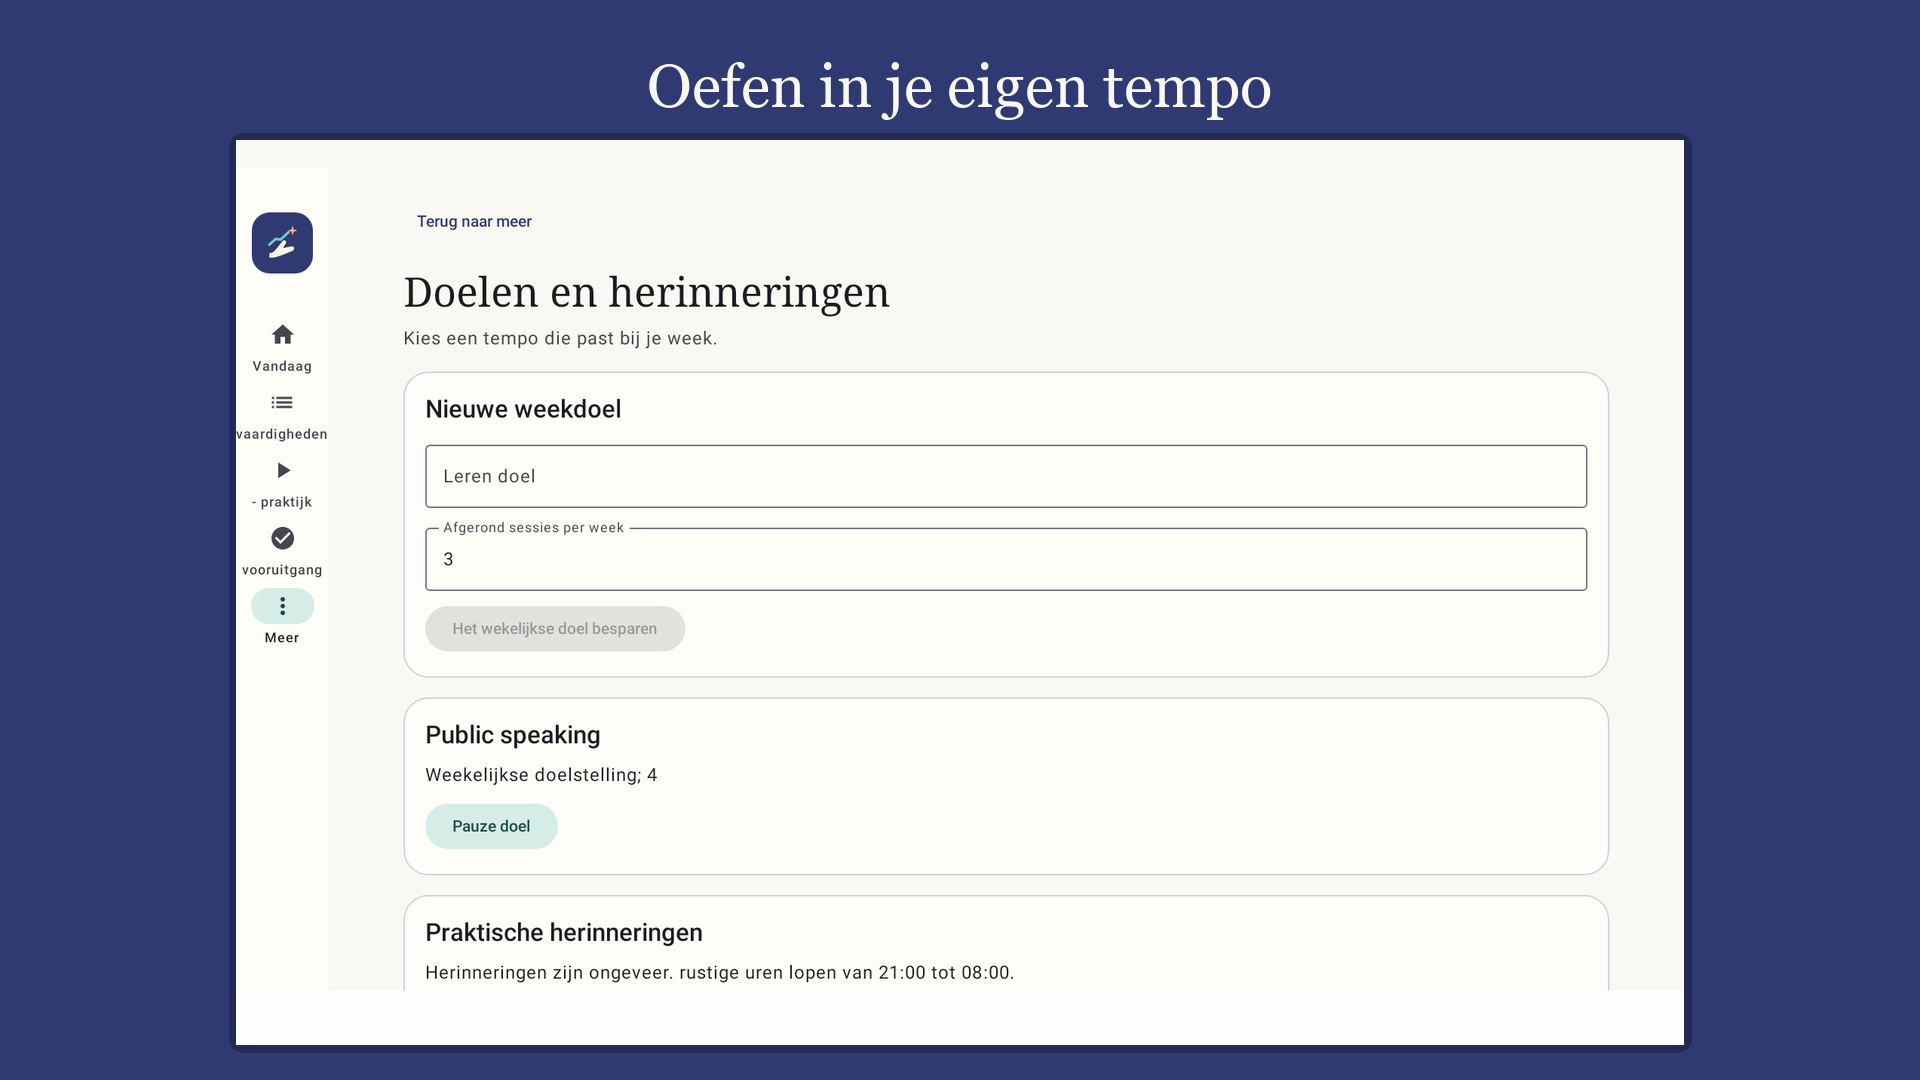 Oefen in je eigen tempo
Terug naar meer
Doelen en herinneringen
Kies een tempo die past bij je week.
Vandaag
vaardigheden
- praktijk
vooruitgang
Meer
Nieuwe weekdoel
Leren doel
Afgerond sessies per week
3
Het wekelijkse doel besparen
Public speaking
Weekelijkse doelstelling; 4
Pauze doel
Praktische herinneringen
Herinneringen zijn ongeveer. rustige uren lopen van 21:00 tot 08:00.